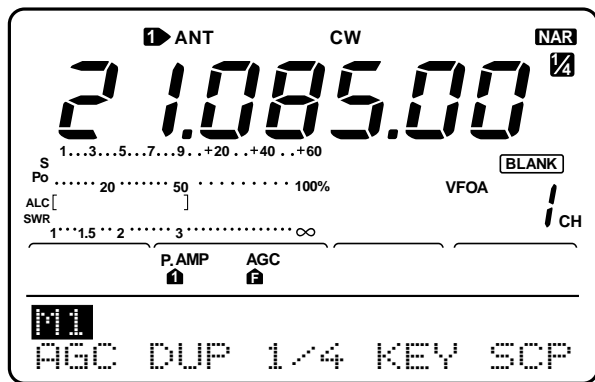 1 ANT CW NAR
1/4
21.085.00
1...3...5...7...9..+20..+40..+60
S
BLANK
Po ...... 20 ...... 50 ........ 100%
VFOA
1 CH
ALC [ ]
SWR
1····1.5··2·······3·············∞
P. AMP AGC
1 F
M1
AGC DUP 1/4 KEY SCP